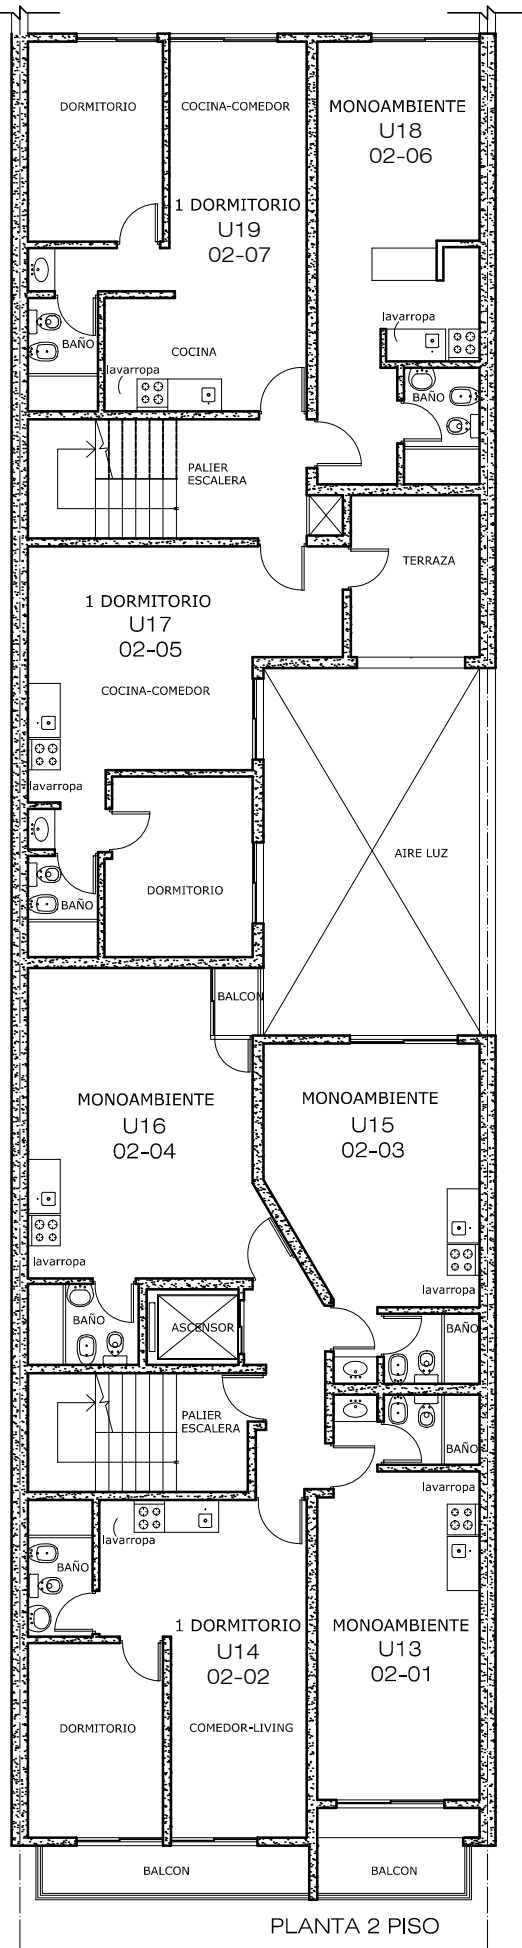 DORMITORIO
COCINA-COMEDOR
MONOAMBIENTE
U18
02-06
1 DORMITORIO
U19
02-07
lavarropa
BAÑO
COCINA
lavarropa
BAÑO
PALIER
ESCALERA
TERRAZA
1 DORMITORIO
U17
02-05
COCINA-COMEDOR
lavarropa
AIRE LUZ
DORMITORIO
BAÑO
BALCON
MONOAMBIENTE
U16
02-04
MONOAMBIENTE
U15
02-03
lavarropa
lavarropa
BAÑO
ASCENSOR
BAÑO
PALIER
ESCALERA
BAÑO
lavarropa
lavarropa
BAÑO
1 DORMITORIO
U14
02-02
MONOAMBIENTE
U13
02-01
DORMITORIO
COMEDOR-LIVING
BALCON
BALCON
PLANTA 2 PISO